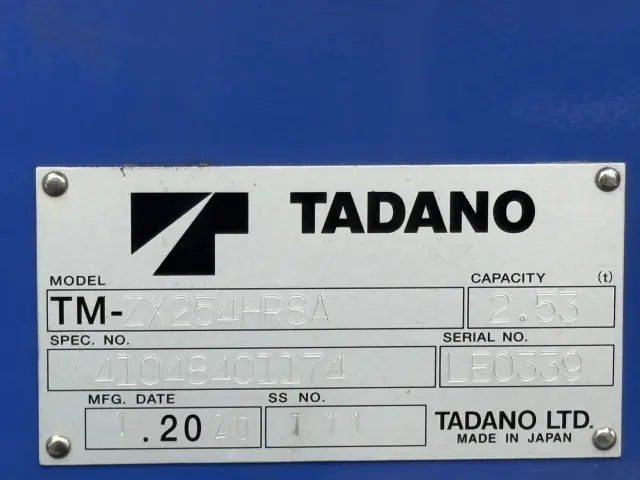 TADANO
MODEL CAPACITY (t)
TM-ZX254HRSA 2.53
SPEC. NO. SERIAL NO.
41048401174 LE0339
MFG. DATE SS NO.
1.2020
TADANO LTD.
MADE IN JAPAN